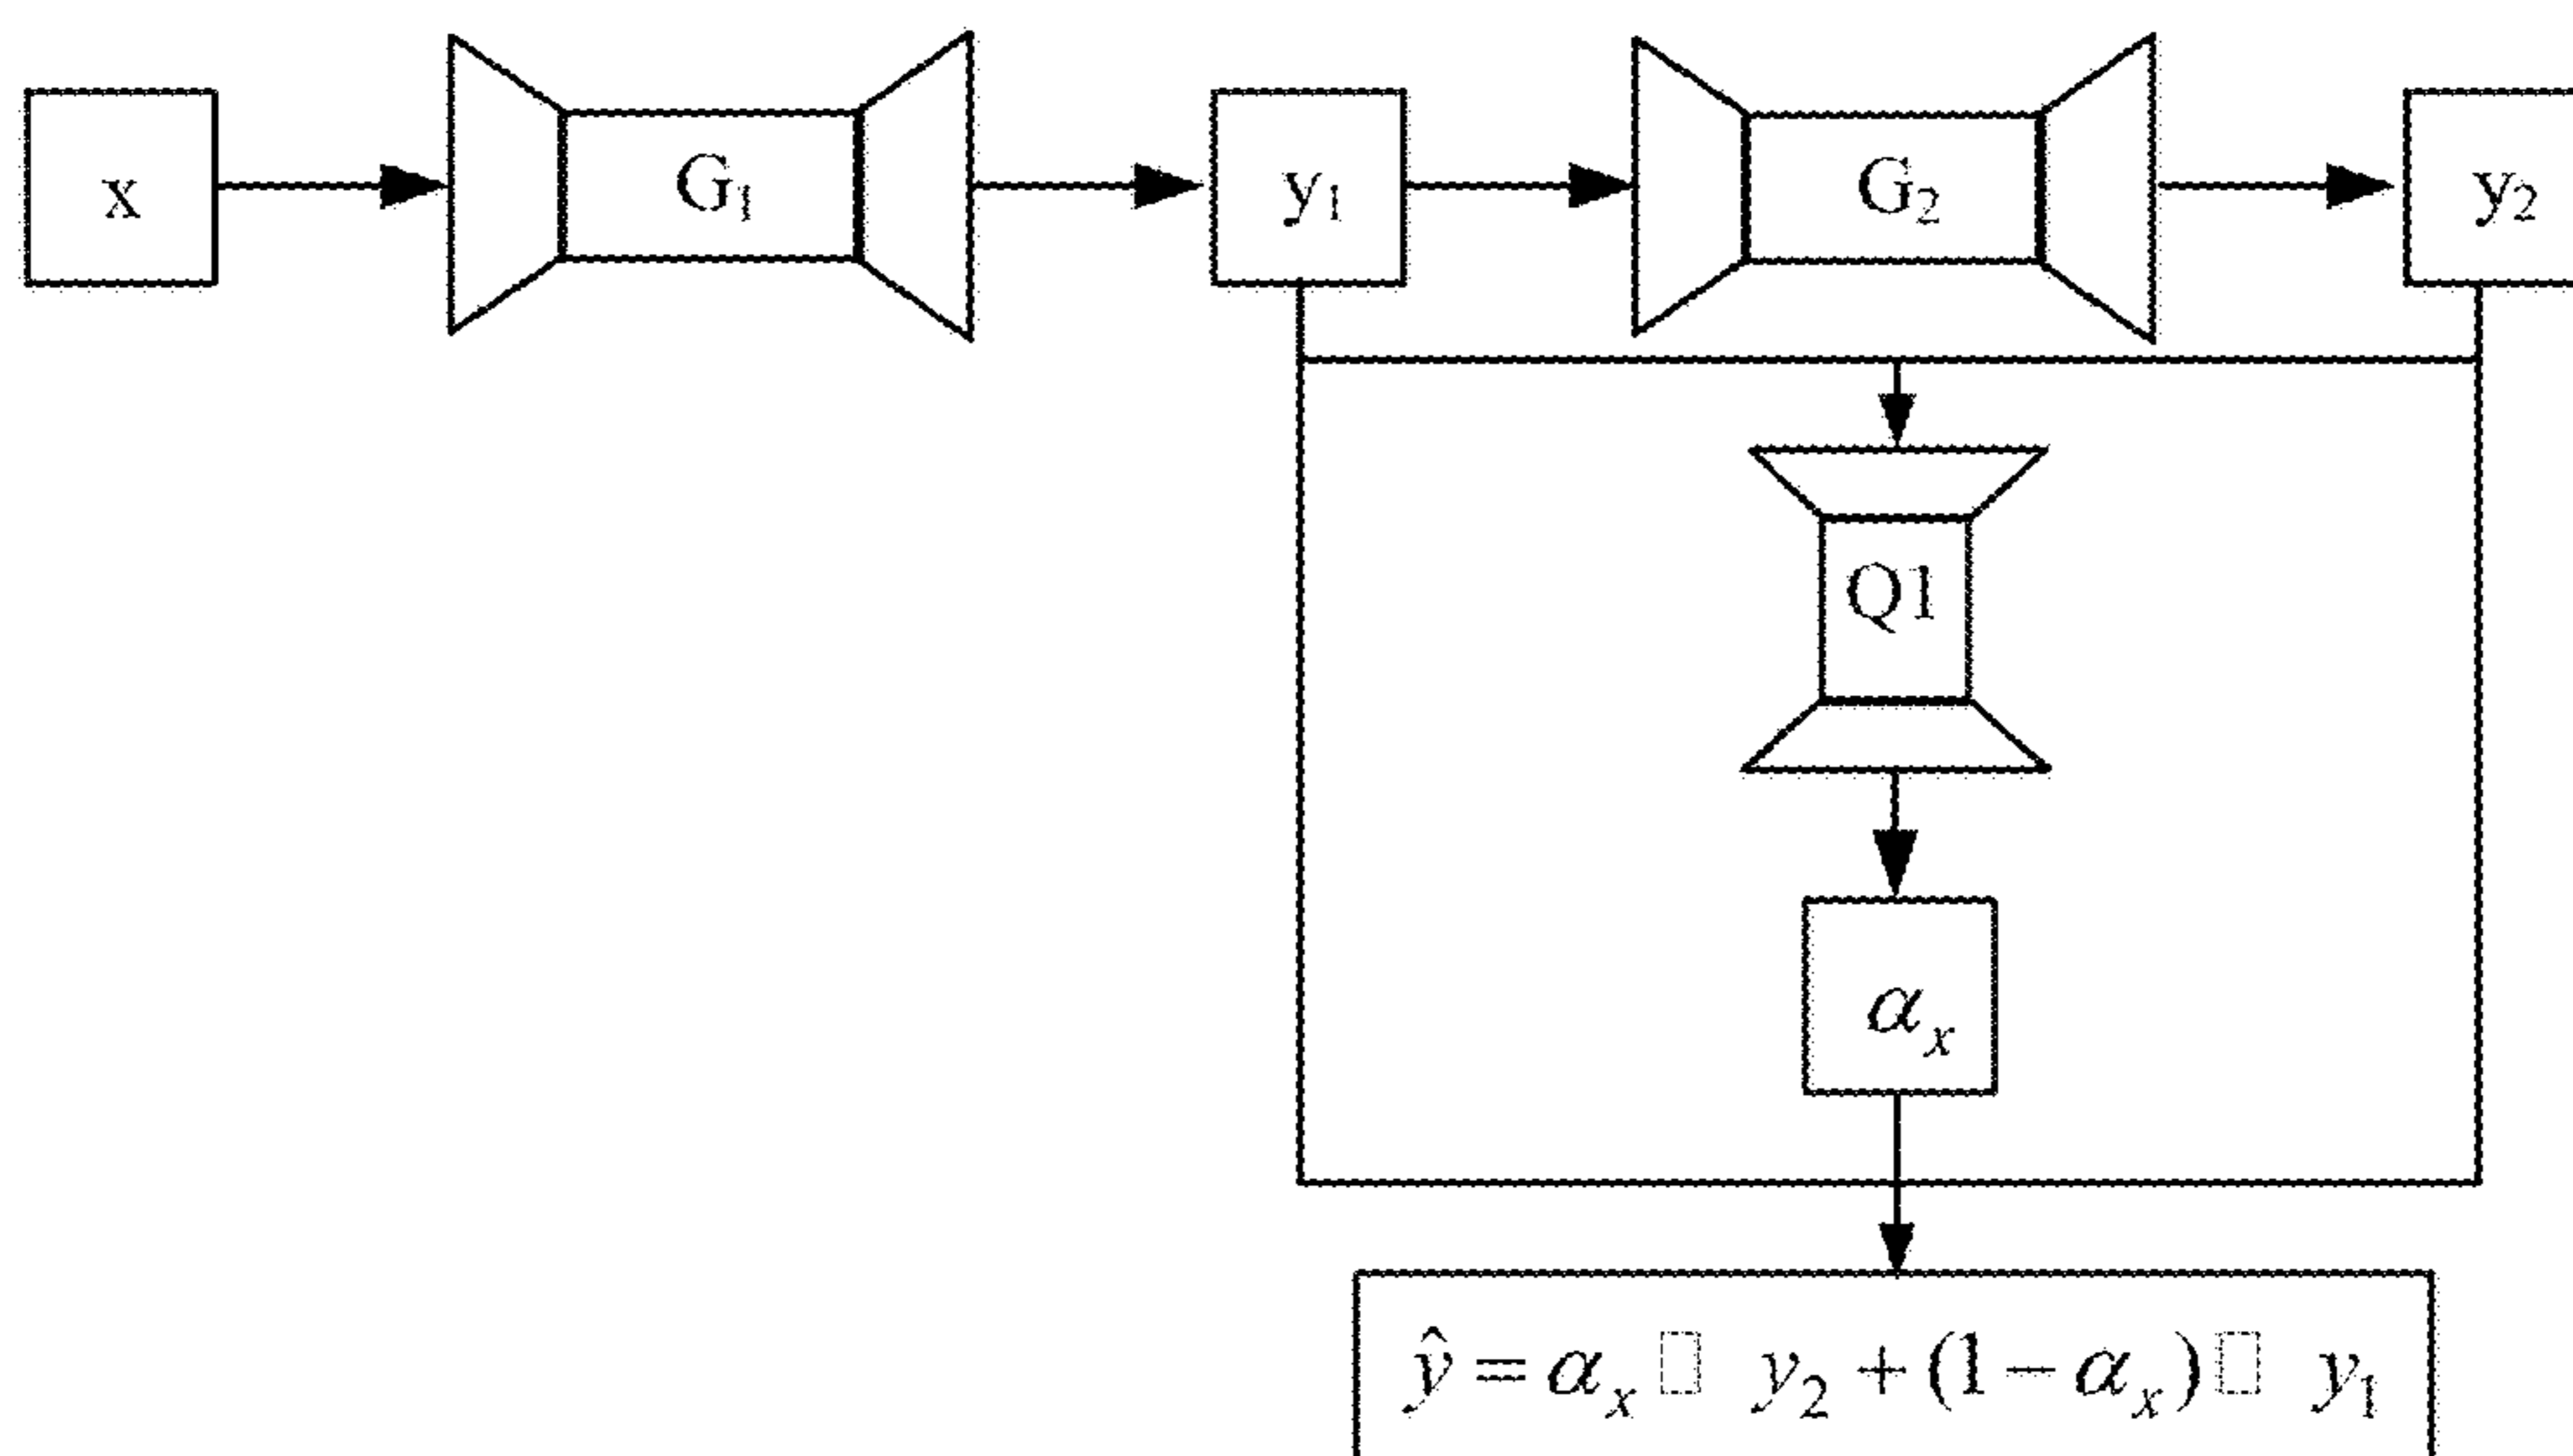 x
G₁
y₁
G₂
y₂
Q1
αₓ
ŷ = αₓ □ y₂ + (1 − αₓ) □ y₁